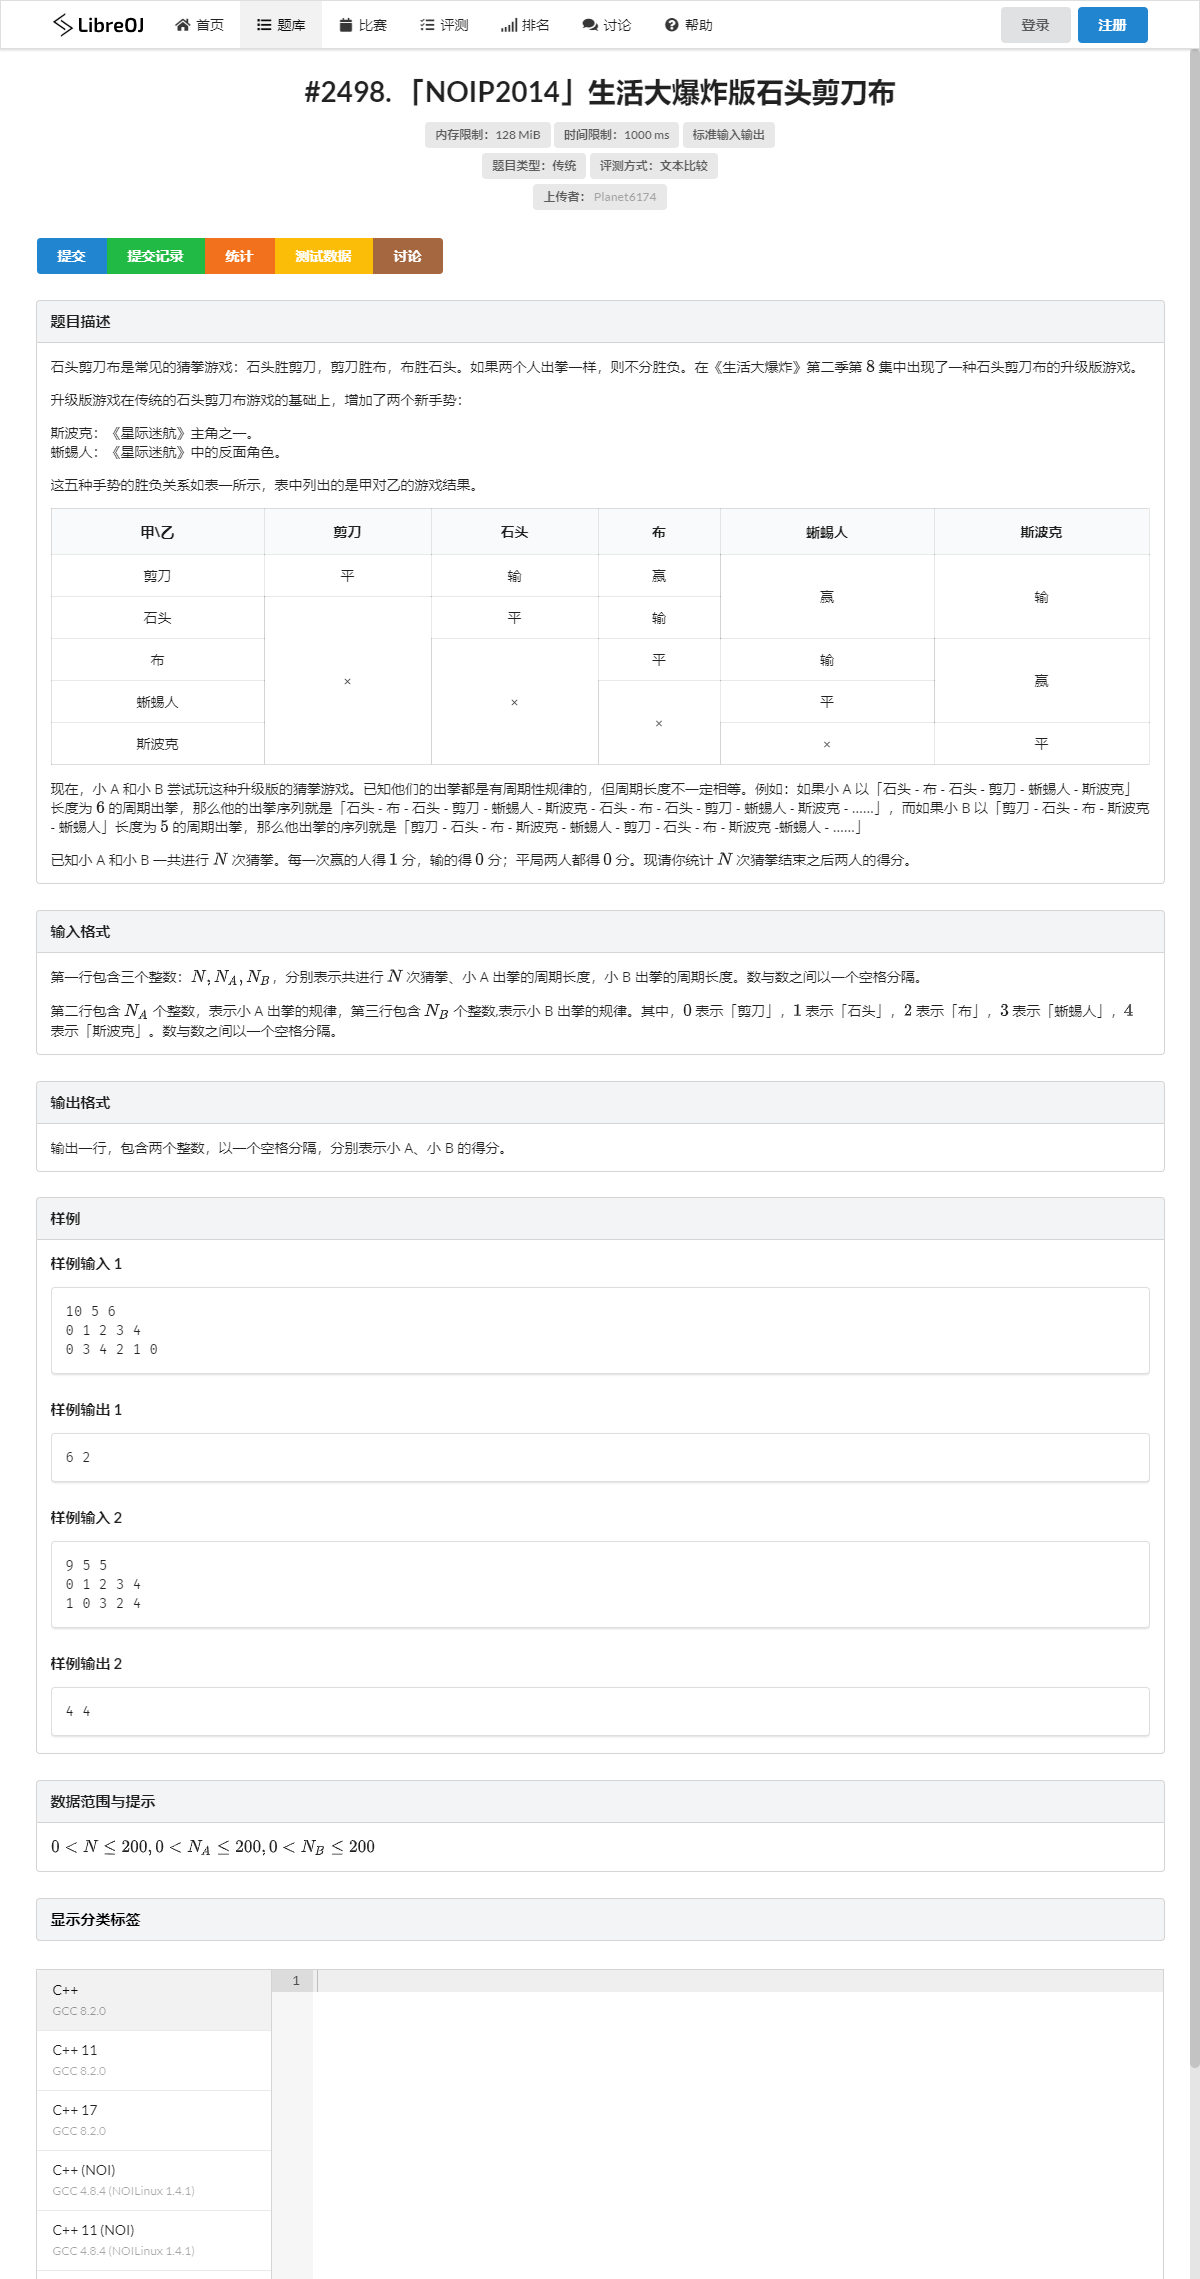 LibreOJ 首页 题库 比赛 评测 排名 讨论 帮助 登录 注册
#2498. 「NOIP2014」生活大爆炸版石头剪刀布
内存限制：128 MiB 时间限制：1000 ms 标准输入输出
题目类型：传统 评测方式：文本比较
上传者： Planet6174
提交 提交记录 统计 测试数据 讨论
题目描述
石头剪刀布是常见的猜拳游戏：石头胜剪刀，剪刀胜布，布胜石头。如果两个人出拳一样，则不分胜负。在《生活大爆炸》第二季第 8 集中出现了一种石头剪刀布的升级版游戏。
升级版游戏在传统的石头剪刀布游戏的基础上，增加了两个新手势：
斯波克：《星际迷航》主角之一。
蜥蜴人：《星际迷航》中的反面角色。
这五种手势的胜负关系如表一所示，表中列出的是甲对乙的游戏结果。
甲\乙 剪刀 石头 布 蜥蜴人 斯波克
剪刀 平 输 赢 赢 输
石头 × 平 输
布 × 平 输 赢
蜥蜴人 × 平
斯波克 × 平
现在，小 A 和小 B 尝试玩这种升级版的猜拳游戏。已知他们的出拳都是有周期性规律的，但周期长度不一定相等。例如：如果小 A 以「石头 - 布 - 石头 - 剪刀 - 蜥蜴人 - 斯波克」
长度为 6 的周期出拳，那么他的出拳序列就是「石头 - 布 - 石头 - 剪刀 - 蜥蜴人 - 斯波克 - 石头 - 布 - 石头 - 剪刀 - 蜥蜴人 - 斯波克 - ......」，而如果小 B 以「剪刀 - 石头 - 布 - 斯波克
- 蜥蜴人」长度为 5 的周期出拳，那么他出拳的序列就是「剪刀 - 石头 - 布 - 斯波克 - 蜥蜴人 - 剪刀 - 石头 - 布 - 斯波克 -蜥蜴人 - ......」
已知小 A 和小 B 一共进行 N 次猜拳。每一次赢的人得 1 分，输的得 0 分；平局两人都得 0 分。现请你统计 N 次猜拳结束之后两人的得分。
输入格式
第一行包含三个整数：N, N_A, N_B，分别表示共进行 N 次猜拳、小 A 出拳的周期长度，小 B 出拳的周期长度。数与数之间以一个空格分隔。
第二行包含 N_A 个整数，表示小 A 出拳的规律，第三行包含 N_B 个整数,表示小 B 出拳的规律。其中，0 表示「剪刀」，1 表示「石头」，2 表示「布」，3 表示「蜥蜴人」，4
表示「斯波克」。数与数之间以一个空格分隔。
输出格式
输出一行，包含两个整数，以一个空格分隔，分别表示小 A、小 B 的得分。
样例
样例输入 1
10 5 6
0 1 2 3 4
0 3 4 2 1 0
样例输出 1
6 2
样例输入 2
9 5 5
0 1 2 3 4
1 0 3 2 4
样例输出 2
4 4
数据范围与提示
0 < N ≤ 200, 0 < N_A ≤ 200, 0 < N_B ≤ 200
显示分类标签
C++
GCC 8.2.0
C++ 11
GCC 8.2.0
C++ 17
GCC 8.2.0
C++ (NOI)
GCC 4.8.4 (NOILinux 1.4.1)
C++ 11 (NOI)
GCC 4.8.4 (NOILinux 1.4.1)
1